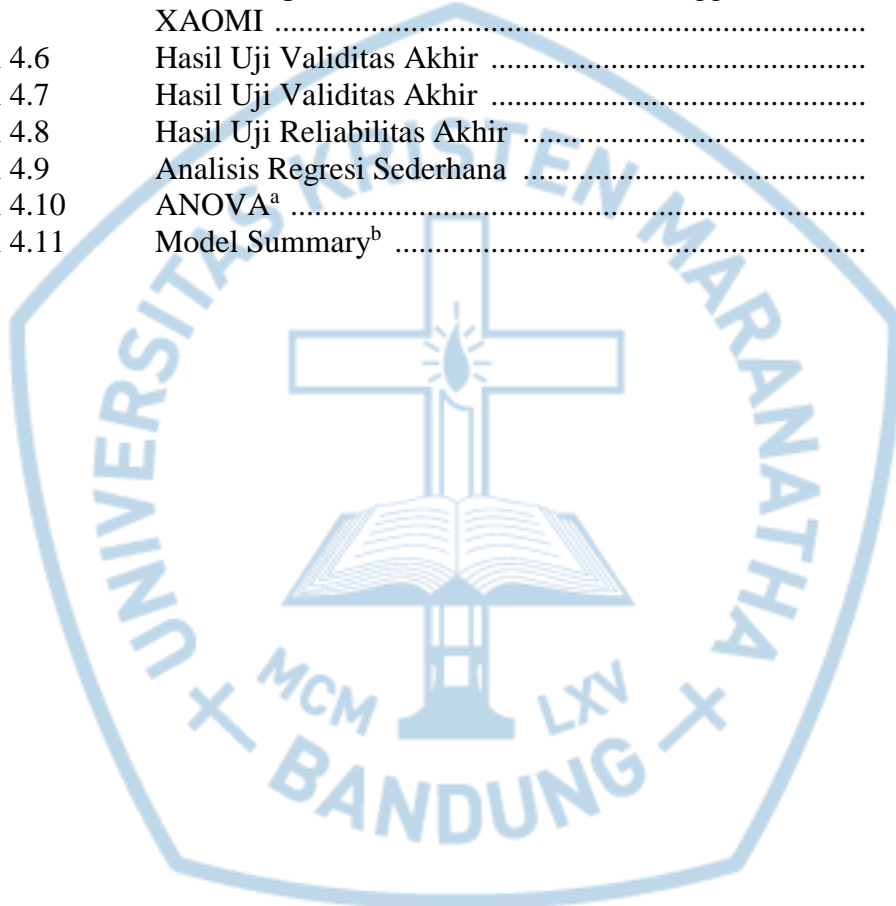 XAOMI ........................................................................
4.6 Hasil Uji Validitas Akhir ..............................................
4.7 Hasil Uji Validitas Akhir ..............................................
4.8 Hasil Uji Reliabilitas Akhir ..........................................
4.9 Analisis Regresi Sederhana ..........................................
4.10 ANOVAᵃ .....................................................................
4.11 Model Summaryᵇ .........................................................
UNIVERSITAS KRISTEN MARANATHA
MCM LXV
BANDUNG